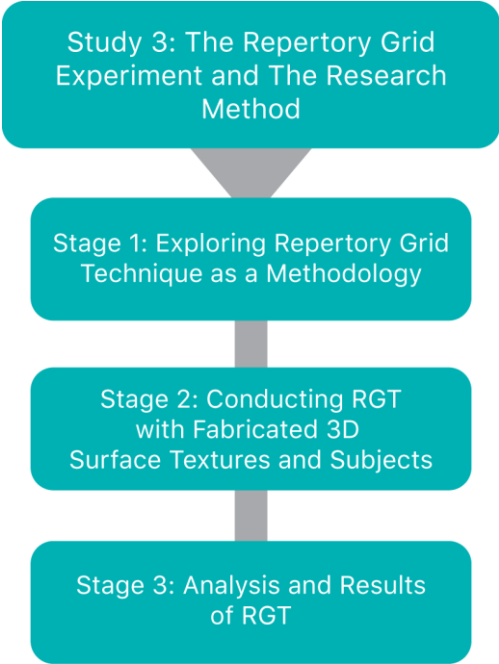 Study 3: The Repertory Grid
Experiment and The Research
Method
Stage 1: Exploring Repertory Grid
Technique as a Methodology
Stage 2: Conducting RGT
with Fabricated 3D
Surface Textures and Subjects
Stage 3: Analysis and Results
of RGT